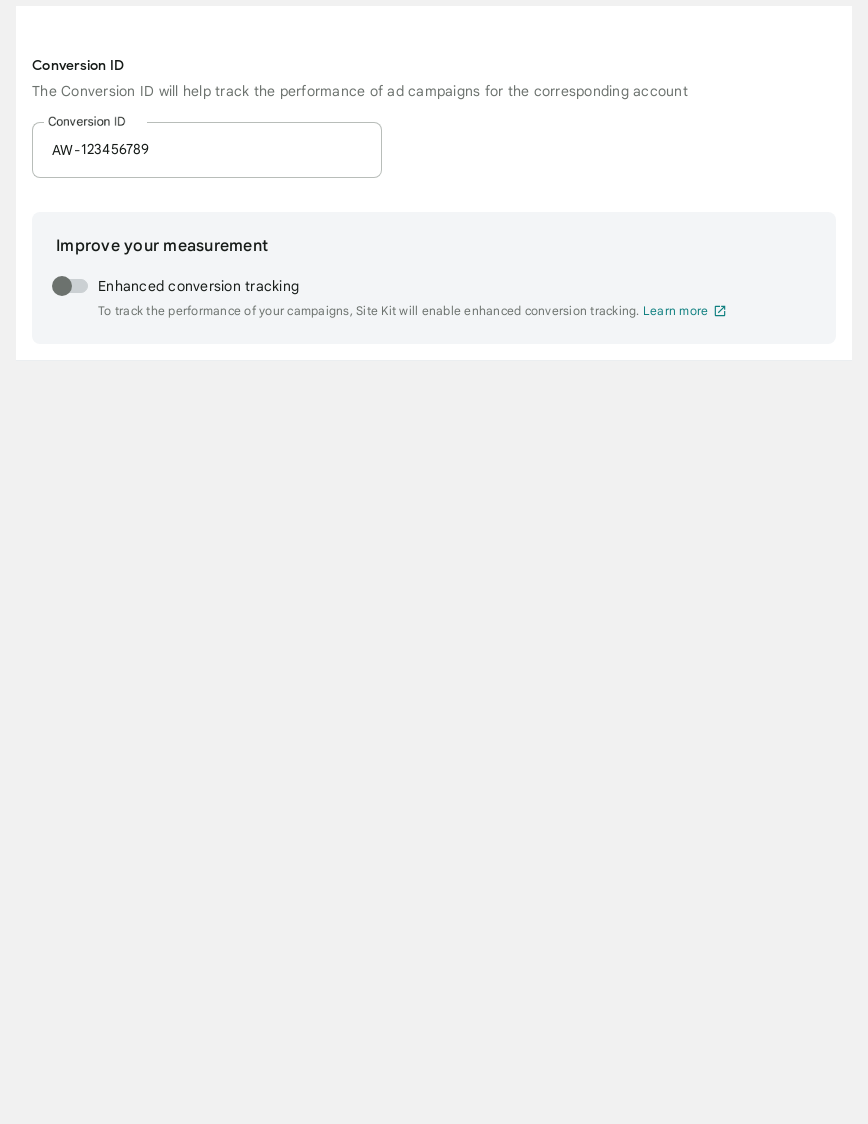 Conversion ID
The Conversion ID will help track the performance of ad campaigns for the corresponding account
Conversion ID
AW-123456789
Improve your measurement
Enhanced conversion tracking
To track the performance of your campaigns, Site Kit will enable enhanced conversion tracking. Learn more